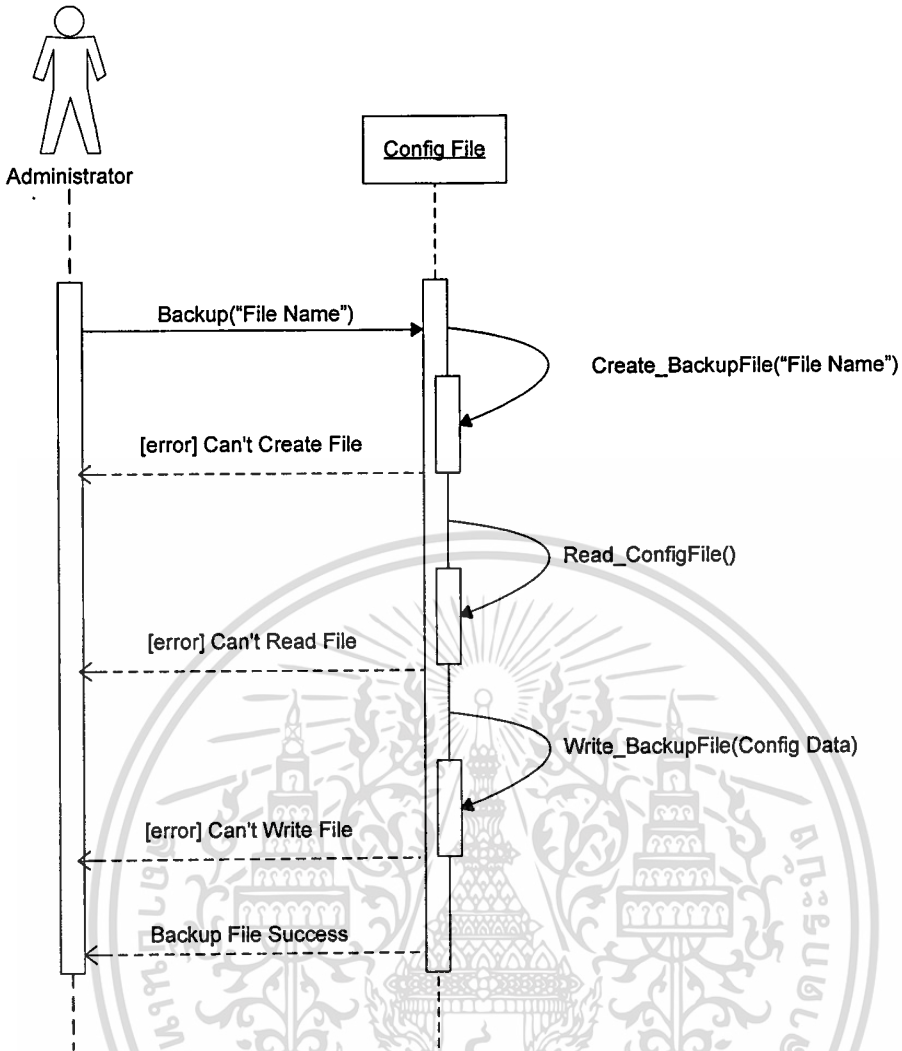 Administrator
Config File
Backup("File Name")
Create_BackupFile("File Name")
[error] Can't Create File
Read_ConfigFile()
[error] Can't Read File
Write_BackupFile(Config Data)
[error] Can't Write File
Backup File Success